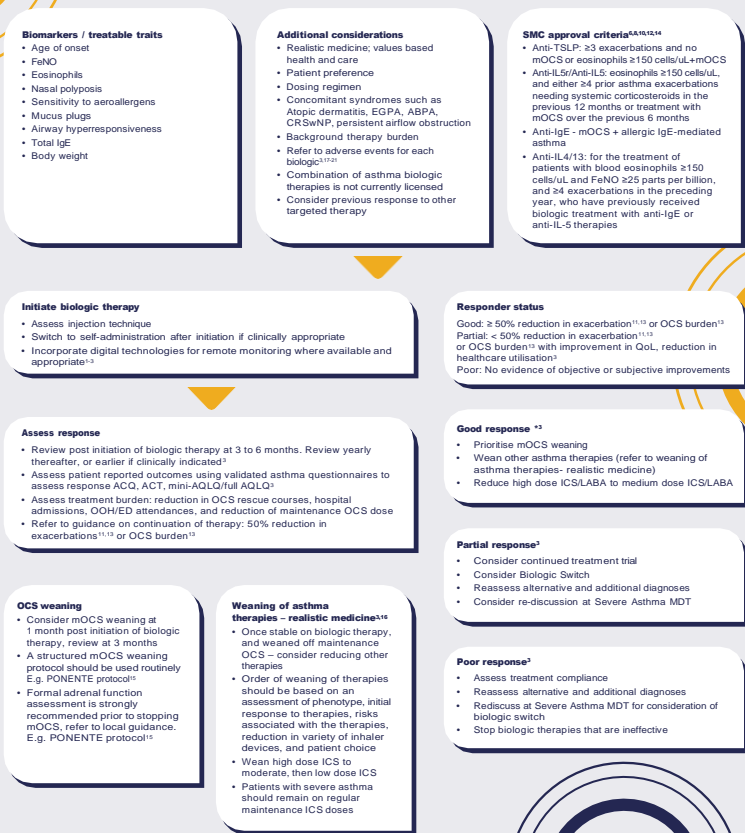 Biomarkers / treatable traits
• Age of onset
• FeNO
• Eosinophils
• Nasal polyposis
• Sensitivity to aeroallergens
• Mucus plugs
• Airway hyperresponsiveness
• Total IgE
• Body weight
Additional considerations
• Realistic medicine; values based
health and care
• Patient preference
• Dosing regimen
• Concomitant syndromes such as
Atopic dermatitis, EGPA, ABPA,
CRSwNP, persistent airflow obstruction
• Background therapy burden
• Refer to adverse events for each
biologic³,¹⁷⁻²¹
• Combination of asthma biologic
therapies is not currently licensed
• Consider previous response to other
targeted therapy
SMC approval criteria⁶,⁸,¹⁰,¹²,¹⁴
• Anti-TSLP: ≥3 exacerbations and no
mOCS or eosinophils ≥150 cells/uL+mOCS
• Anti-IL5r/Anti-IL5: eosinophils ≥150 cells/uL,
and either ≥4 prior asthma exacerbations
needing systemic corticosteroids in the
previous 12 months or treatment with
mOCS over the previous 6 months
• Anti-IgE - mOCS + allergic IgE-mediated
asthma
• Anti-IL4/13: for the treatment of
patients with blood eosinophils ≥150
cells/uL and FeNO ≥25 parts per billion,
and ≥4 exacerbations in the preceding
year, who have previously received
biologic treatment with anti-IgE or
anti-IL-5 therapies
Initiate biologic therapy
• Assess injection technique
• Switch to self-administration after initiation if clinically appropriate
• Incorporate digital technologies for remote monitoring where available and
appropriate¹⁻³
Responder status
Good: ≥ 50% reduction in exacerbation¹¹,¹³ or OCS burden¹³
Partial: < 50% reduction in exacerbation¹¹,¹³
or OCS burden¹³ with improvement in QoL, reduction in
healthcare utilisation³
Poor: No evidence of objective or subjective improvements
Assess response
• Review post initiation of biologic therapy at 3 to 6 months. Review yearly
thereafter, or earlier if clinically indicated³
• Assess patient reported outcomes using validated asthma questionnaires to
assess response ACQ, ACT, mini-AQLQ/full AQLQ³
• Assess treatment burden: reduction in OCS rescue courses, hospital
admissions, OOH/ED attendances, and reduction of maintenance OCS dose
• Refer to guidance on continuation of therapy: 50% reduction in
exacerbations¹¹,¹³ or OCS burden¹³
Good response *³
• Prioritise mOCS weaning
• Wean other asthma therapies (refer to weaning of
asthma therapies- realistic medicine)
• Reduce high dose ICS/LABA to medium dose ICS/LABA
Partial response³
• Consider continued treatment trial
• Consider Biologic Switch
• Reassess alternative and additional diagnoses
• Consider re-discussion at Severe Asthma MDT
Poor response³
• Assess treatment compliance
• Reassess alternative and additional diagnoses
• Rediscuss at Severe Asthma MDT for consideration of
biologic switch
• Stop biologic therapies that are ineffective
OCS weaning
• Consider mOCS weaning at
1 month post initiation of biologic
therapy, review at 3 months
• A structured mOCS weaning
protocol should be used routinely
E.g. PONENTE protocol¹⁵
• Formal adrenal function
assessment is strongly
recommended prior to stopping
mOCS, refer to local guidance.
E.g. PONENTE protocol¹⁵
Weaning of asthma
therapies – realistic medicine³,¹⁶
• Once stable on biologic therapy,
and weaned off maintenance
OCS – consider reducing other
therapies
• Order of weaning of therapies
should be based on an
assessment of phenotype, initial
response to therapies, risks
associated with the therapies,
reduction in variety of inhaler
devices, and patient choice
• Wean high dose ICS to
moderate, then low dose ICS
• Patients with severe asthma
should remain on regular
maintenance ICS doses